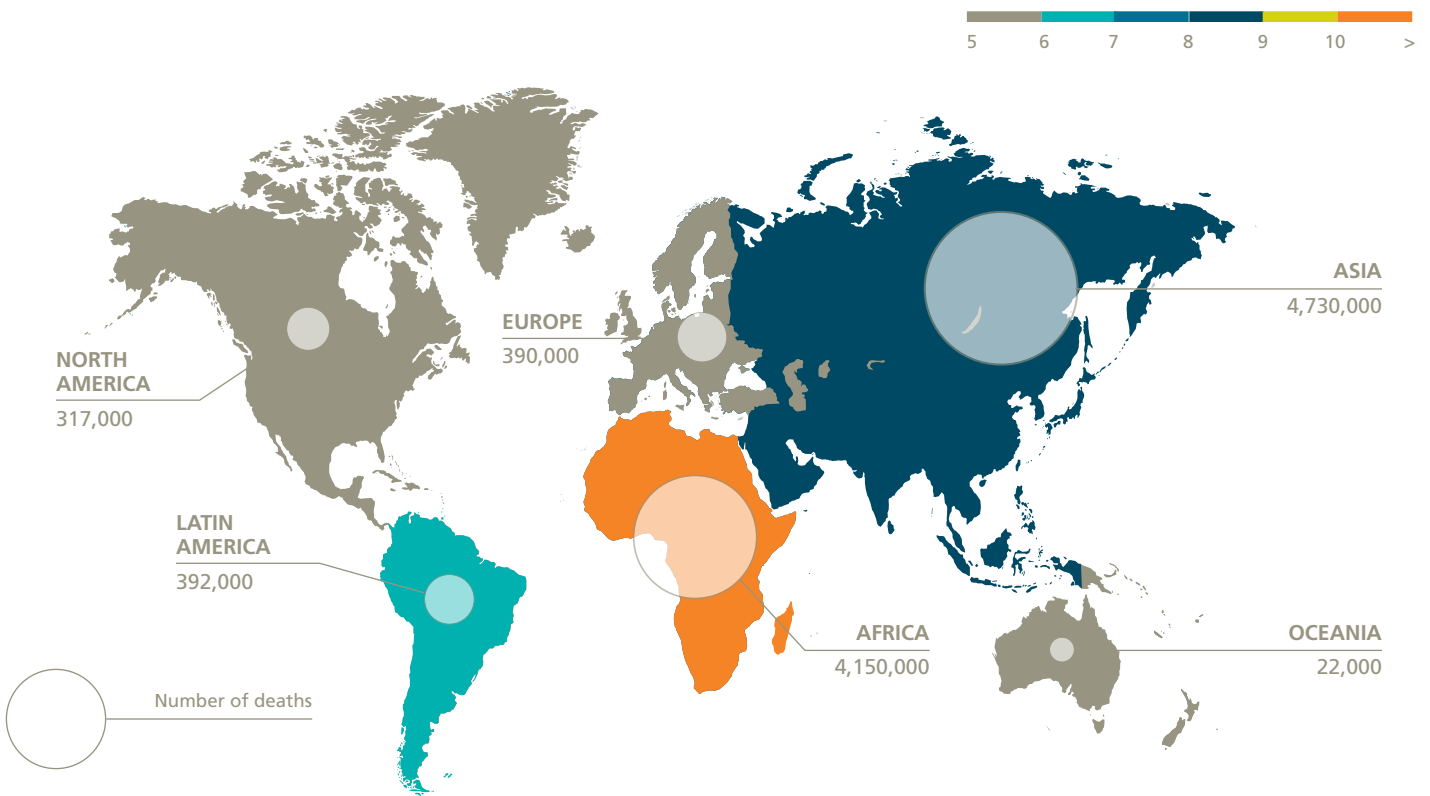 5 6 7 8 9 10 >
ASIA
4,730,000
EUROPE
390,000
NORTH
AMERICA
317,000
LATIN
AMERICA
392,000
AFRICA
4,150,000
OCEANIA
22,000
Number of deaths